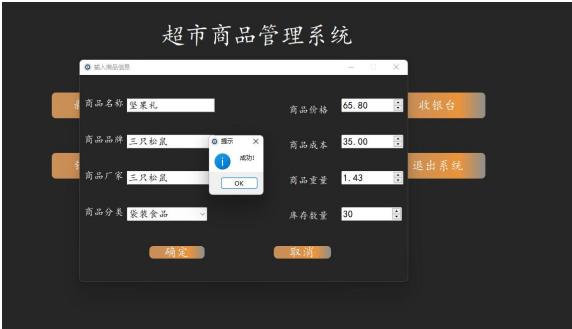 超市商品管理系统
输入商品信息
商品名称 坚果礼
商品价格 65.80
收银台
商品品牌 三只松鼠
提示
成功!
OK
商品成本 35.00
商品厂家 三只松鼠
商品重量 1.43
退出系统
商品分类 袋装食品
库存数量 30
确定
取消